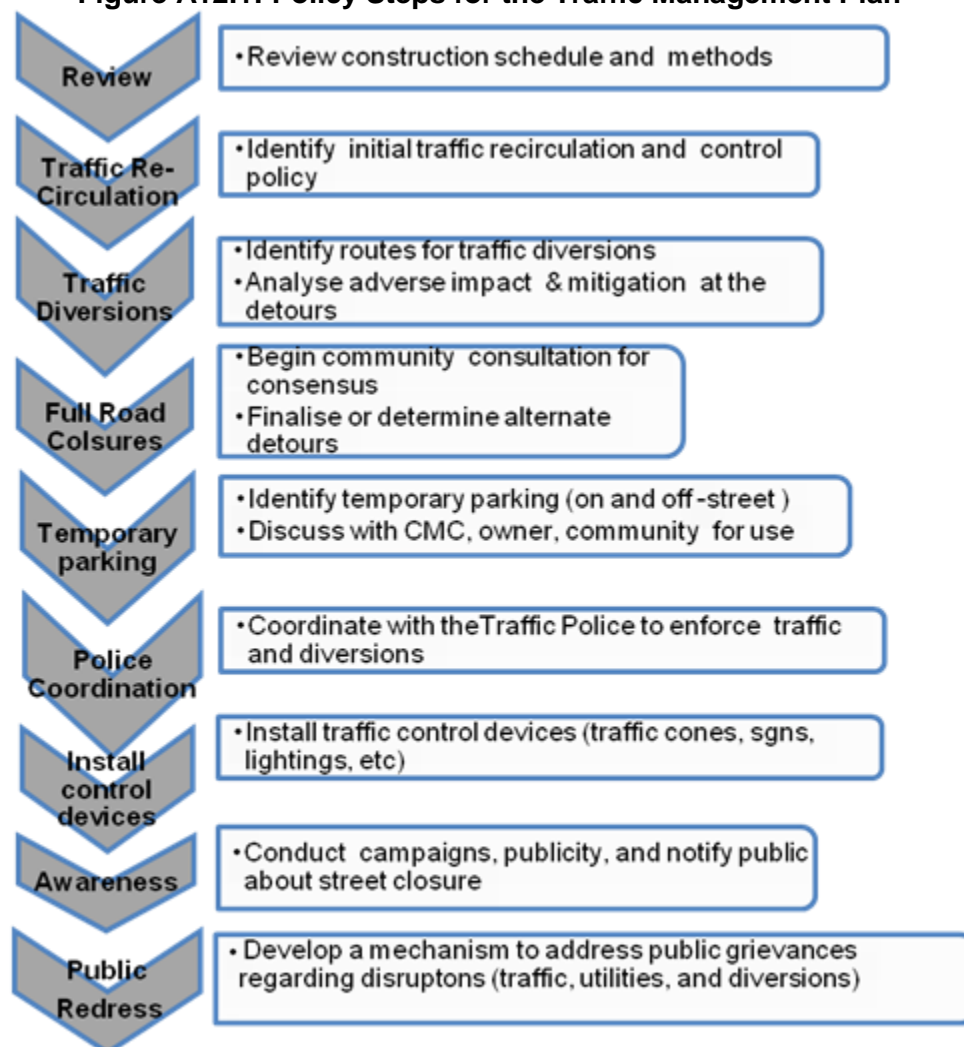 Figure A12.1: Policy Steps for the Traffic Management Plan
Review
• Review construction schedule and methods
Traffic Re-
Circulation
• Identify initial traffic recirculation and control
policy
Traffic
Diversions
• Identify routes for traffic diversions
• Analyse adverse impact & mitigation at the
detours
Full Road
Colsures
• Begin community consultation for
consensus
• Finalise or determine alternate
detours
Temporary
parking
• Identify temporary parking (on and off-street )
• Discuss with CMC, owner, community for use
Police
Coordination
• Coordinate with theTraffic Police to enforce traffic
and diversions
Install
control
devices
• Install traffic control devices (traffic cones, sgns,
lightings, etc)
Awareness
• Conduct campaigns, publicity, and notify public
about street closure
Public
Redress
• Develop a mechanism to address public grievances
regarding disruptons (traffic, utilities, and diversions)